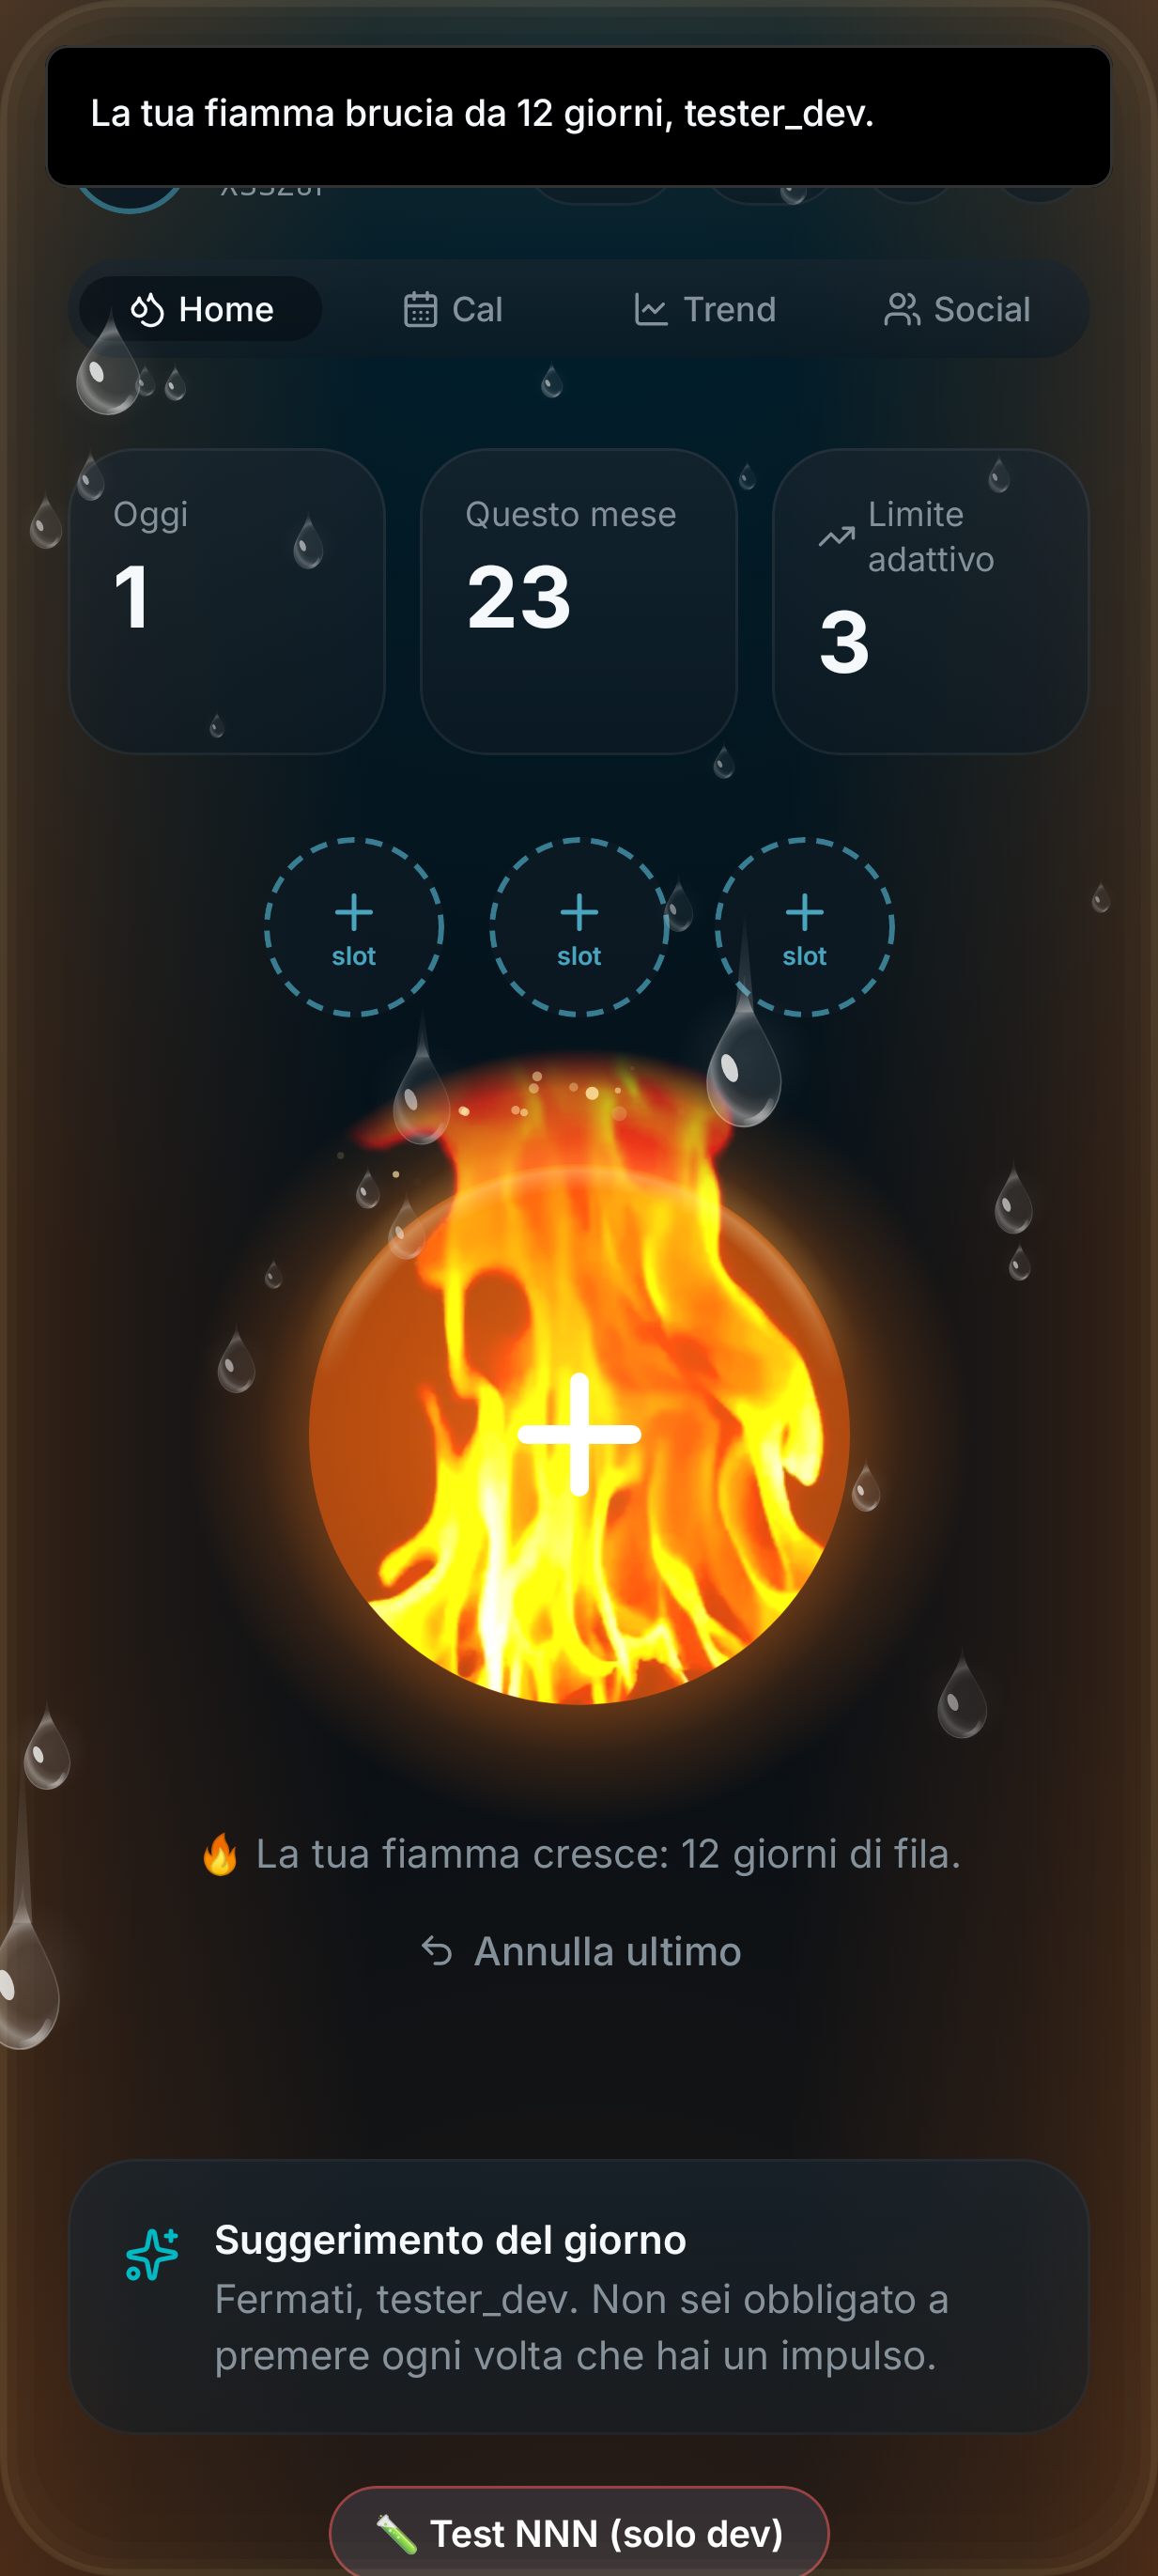 La tua fiamma brucia da 12 giorni, tester_dev.
Home
Cal
Trend
Social
Oggi
1
Questo mese
23
Limite
adattivo
3
slot
slot
slot
🔥 La tua fiamma cresce: 12 giorni di fila.
Annulla ultimo
Suggerimento del giorno
Fermati, tester_dev. Non sei obbligato a
premere ogni volta che hai un impulso.
🧪 Test NNN (solo dev)